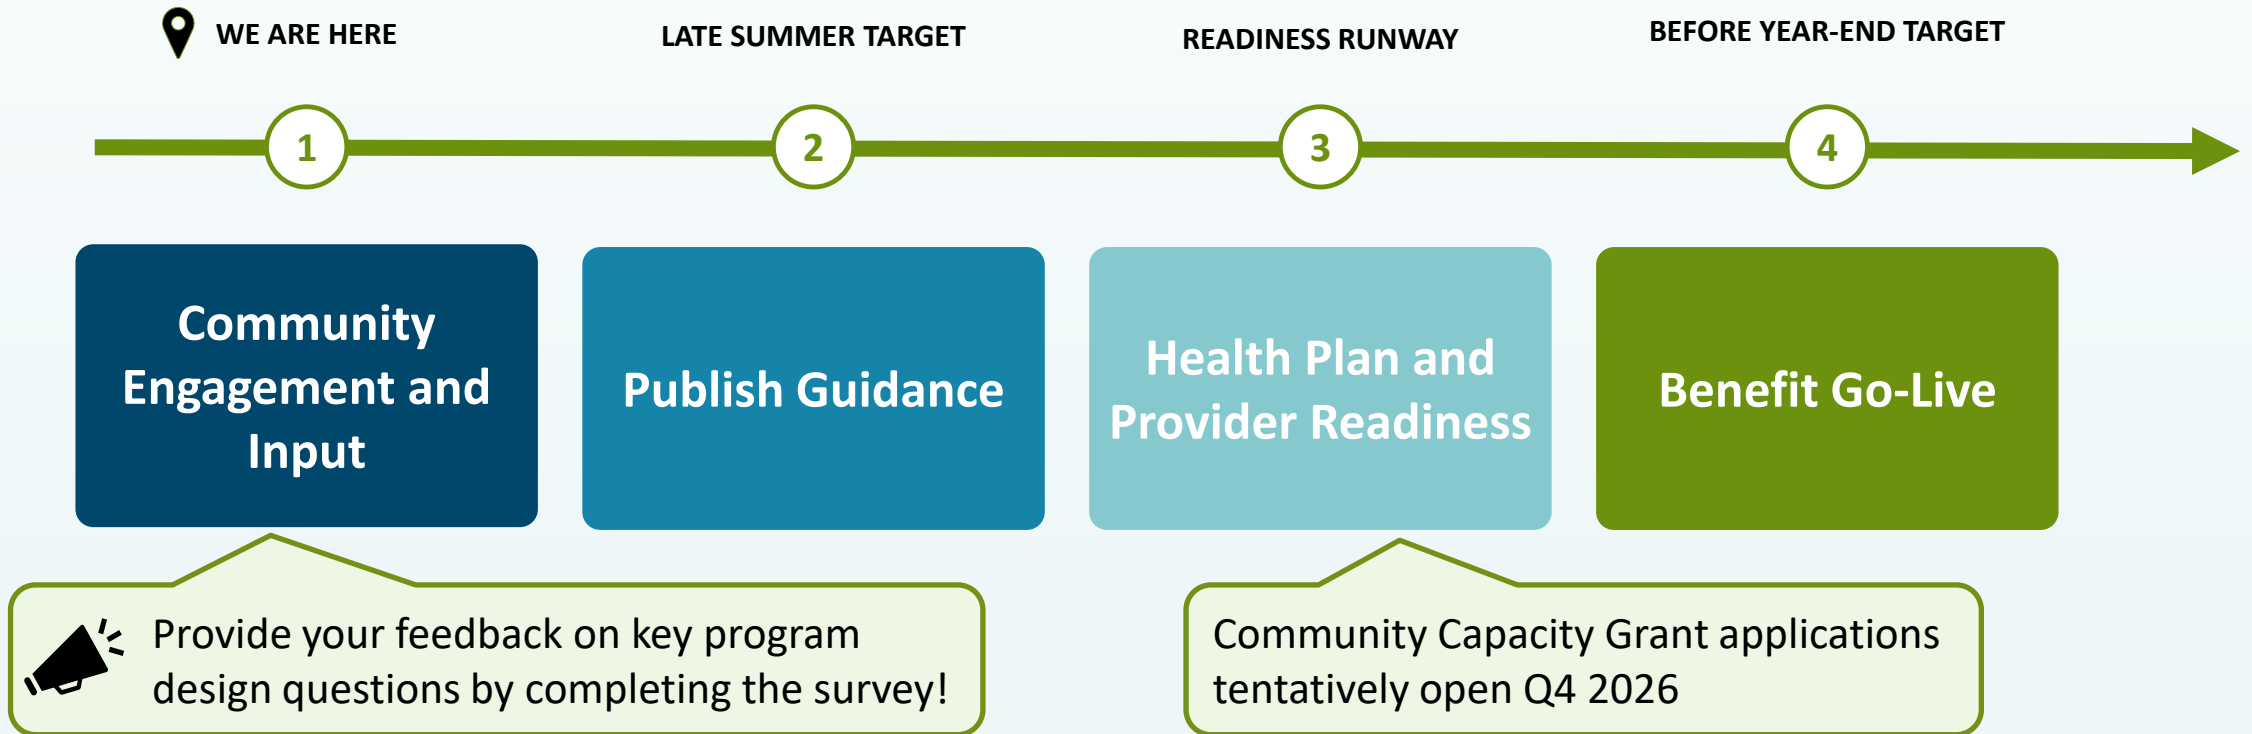 WE ARE HERE
LATE SUMMER TARGET
READINESS RUNWAY
BEFORE YEAR-END TARGET
1
2
3
4
Community
Engagement and
Input
Publish Guidance
Health Plan and
Provider Readiness
Benefit Go-Live
Provide your feedback on key program
design questions by completing the survey!
Community Capacity Grant applications
tentatively open Q4 2026